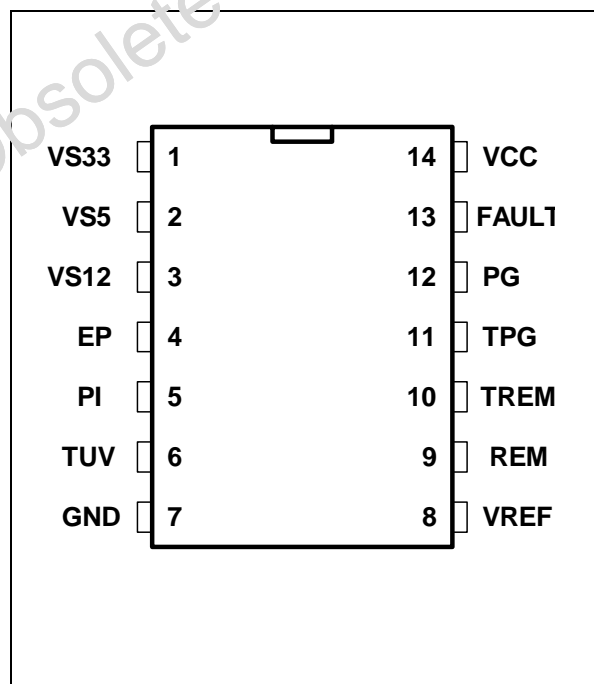 Obsolete
VS33 1 14 VCC
VS5 2 13 FAULT
VS12 3 12 PG
EP 4 11 TPG
PI 5 10 TREM
TUV 6 9 REM
GND 7 8 VREF